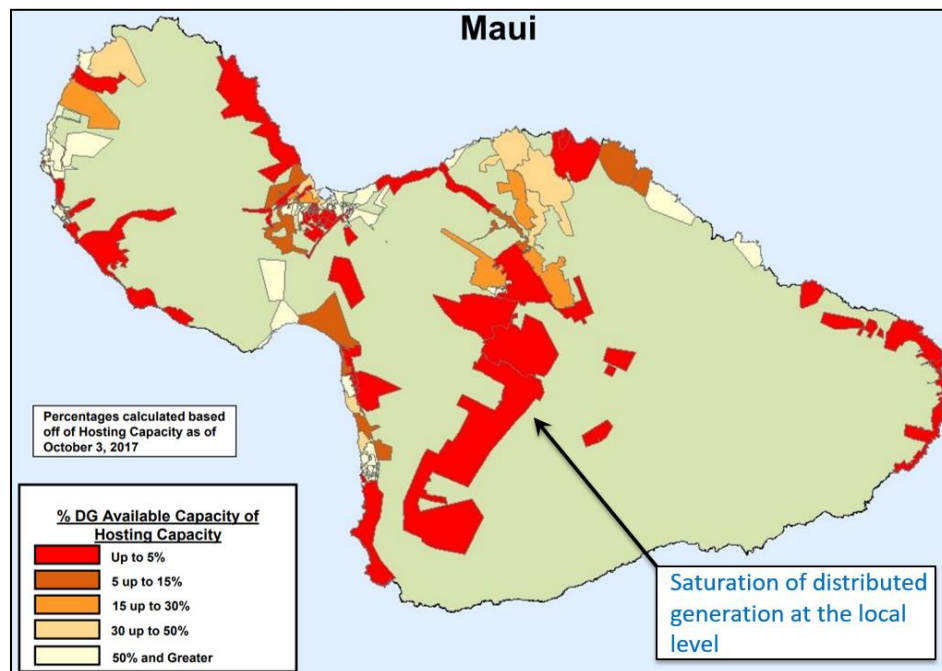 Maui
Percentages calculated based
off of Hosting Capacity as of
October 3, 2017
% DG Available Capacity of
Hosting Capacity
Up to 5%
5 up to 15%
15 up to 30%
30 up to 50%
50% and Greater
Saturation of distributed
generation at the local
level